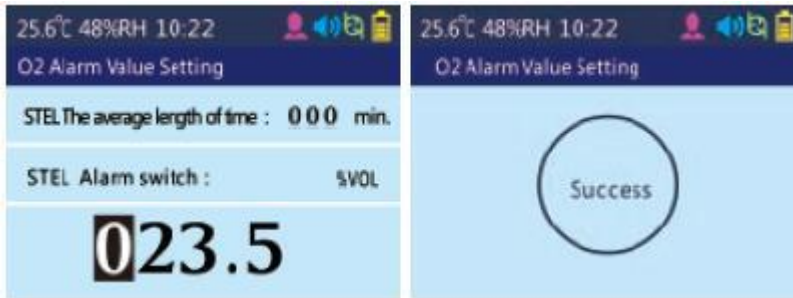 25.6℃ 48%RH 10:22
O2 Alarm Value Setting
STEL The average length of time : 000 min.
STEL Alarm switch : %VOL
023.5
25.6℃ 48%RH 10:22
O2 Alarm Value Setting
Success